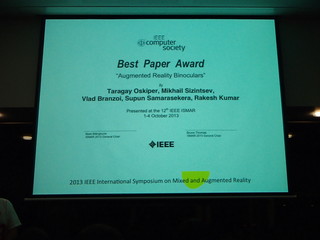 IEEE
computer
society
Best Paper Award
"Augmented Reality Binoculars"
to
Taragay Oskiper, Mikhail Sizintsev,
Vlad Branzoi, Supun Samarasekera, Rakesh Kumar
Presented at the 12th IEEE ISMAR
1-4 October 2013
IEEE
2013 IEEE International Symposium on Mixed and Augmented Reality